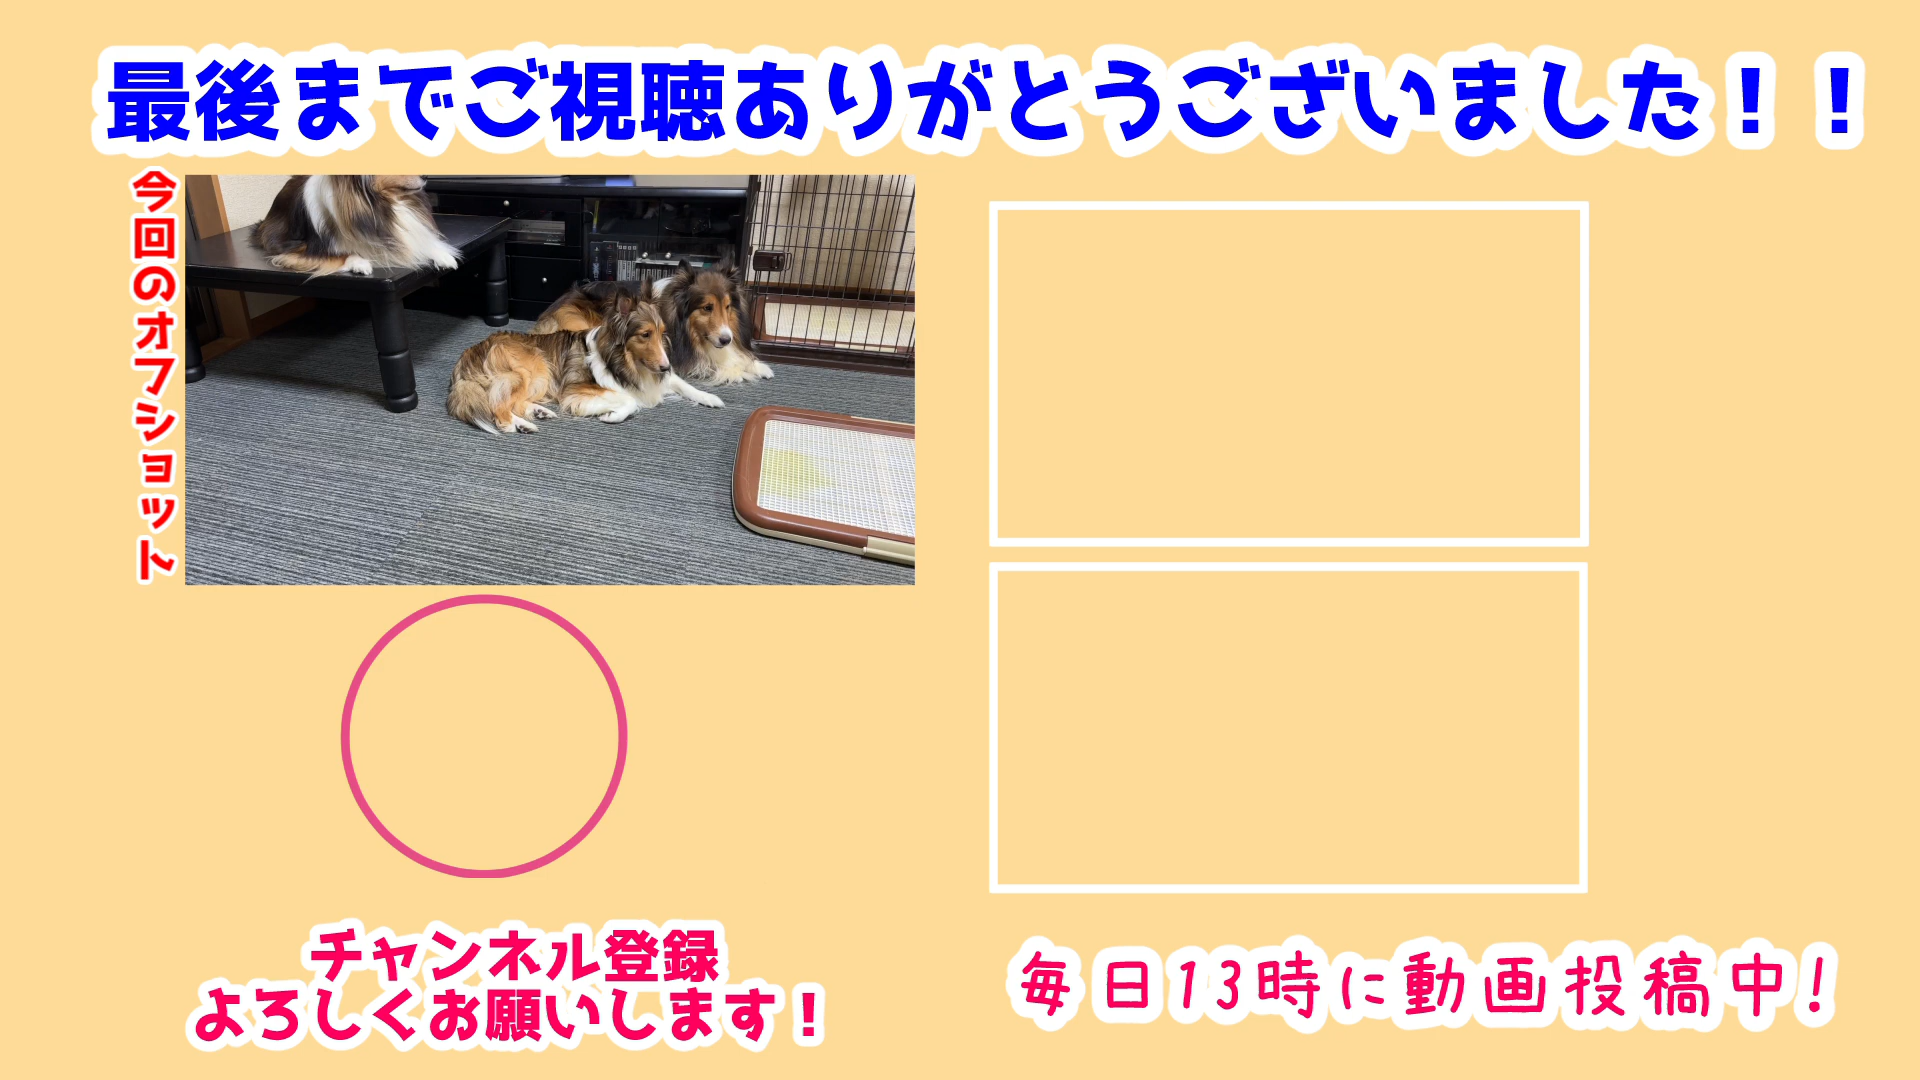 最後までご視聴ありがとうございました！！
今回のオフショット
チャンネル登録
よろしくお願いします！
毎日13時に動画投稿中！